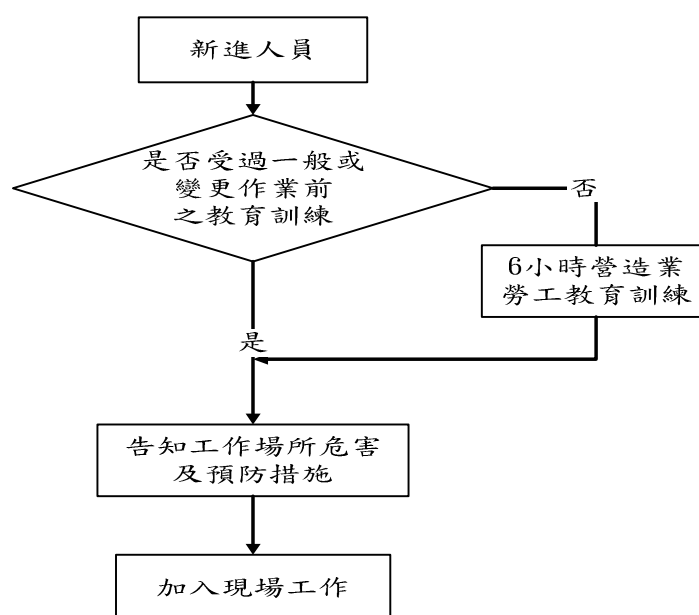 新進人員
是否受過一般或
變更作業前
之教育訓練
否
6小時營造業
勞工教育訓練
是
告知工作場所危害
及預防措施
加入現場工作